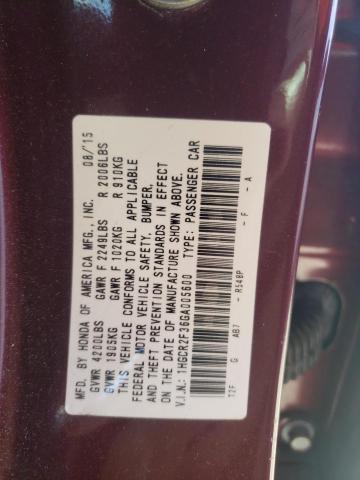 MFD. BY HONDA OF AMERICA MFG., INC. 08/'15
GVWR 4200LBS GAWR F 2249LBS R 2006LBS
GVWR 1905KG GAWR F 1020KG R 910KG
THIS VEHICLE CONFORMS TO ALL APPLICABLE
FEDERAL MOTOR VEHICLE SAFETY, BUMPER,
AND THEFT PREVENTION STANDARDS IN EFFECT
ON THE DATE OF MANUFACTURE SHOWN ABOVE.
V.I.N.: 1HGCR2F36GA005600 PASSENGER CAR
T2F G AB7 - R548P - F - A